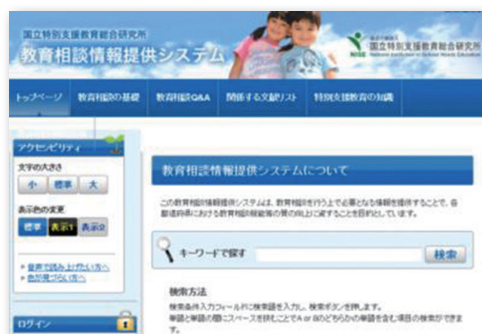 国立特別支援教育総合研究所
教育相談情報提供システム
国立特別支援教育総合研究所
NISE
トップページ 教育相談の基礎 教育相談Q&A 関係する文献リスト 特別支援教育の知識
アクセシビリティ
文字の大きさ
小 標準 大
表示色の変更
標準 表示1 表示2
音声で読み上げたい方へ
色が見づらい方へ
ログイン
教育相談情報提供システムについて
この教育相談情報提供システムは、教育相談を行う上で必要となる情報を提供することで、各
都道府県における教育相談機能等の質の向上に資することを目的としています。
キーワードで探す 検索
検索方法
検索条件入力フィールドに検索語を入力し、検索ボタンを押します。
単語と単語の間にスペースを挟むことでA or Bのどちらかの単語を含む項目の検索ができま
す。